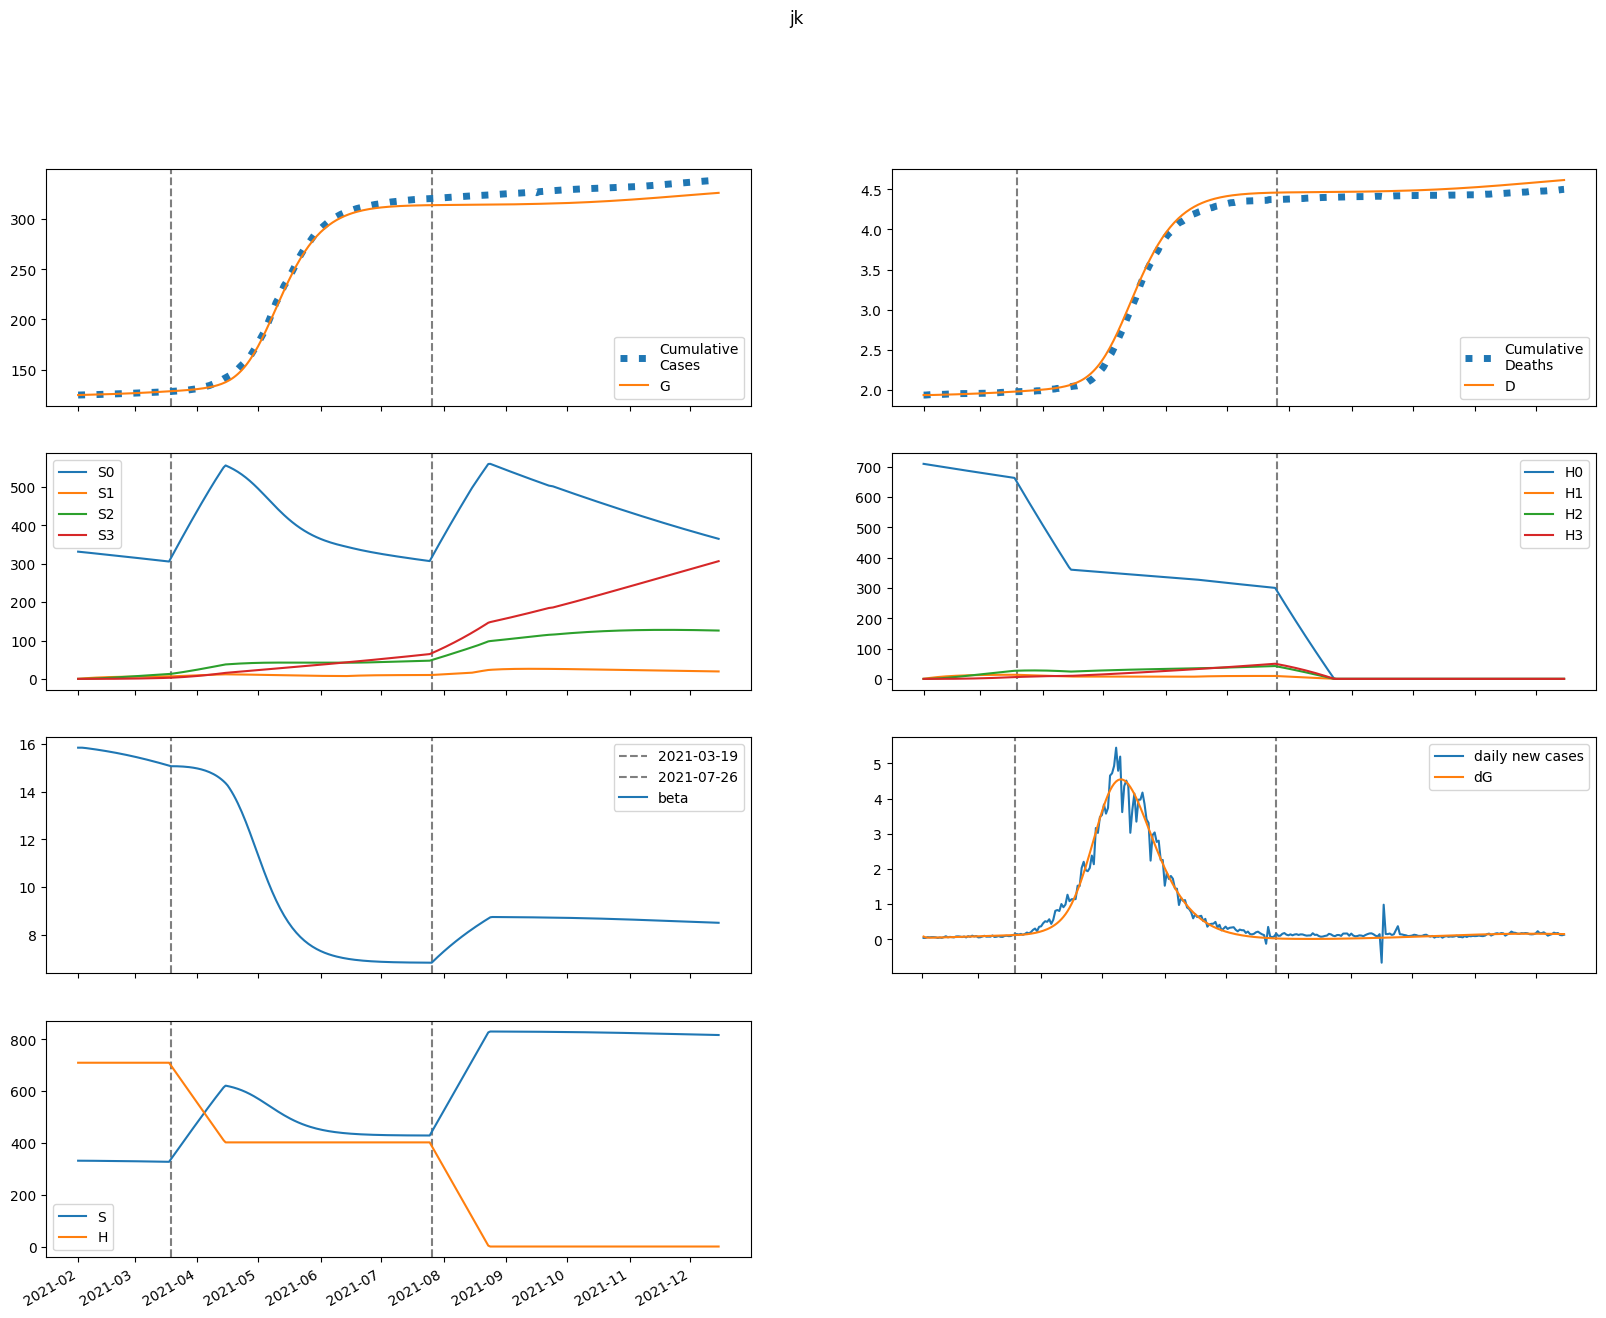 jk
300
250
200
150
Cumulative
Cases
G
4.5
4.0
3.5
3.0
2.5
2.0
Cumulative
Deaths
D
500
400
300
200
100
0
S0
S1
S2
S3
700
600
500
400
300
200
100
0
H0
H1
H2
H3
16
14
12
10
8
2021-03-19
2021-07-26
beta
5
4
3
2
1
0
daily new cases
dG
800
600
400
200
0
S
H
2021-02
2021-03
2021-04
2021-05
2021-06
2021-07
2021-08
2021-09
2021-10
2021-11
2021-12